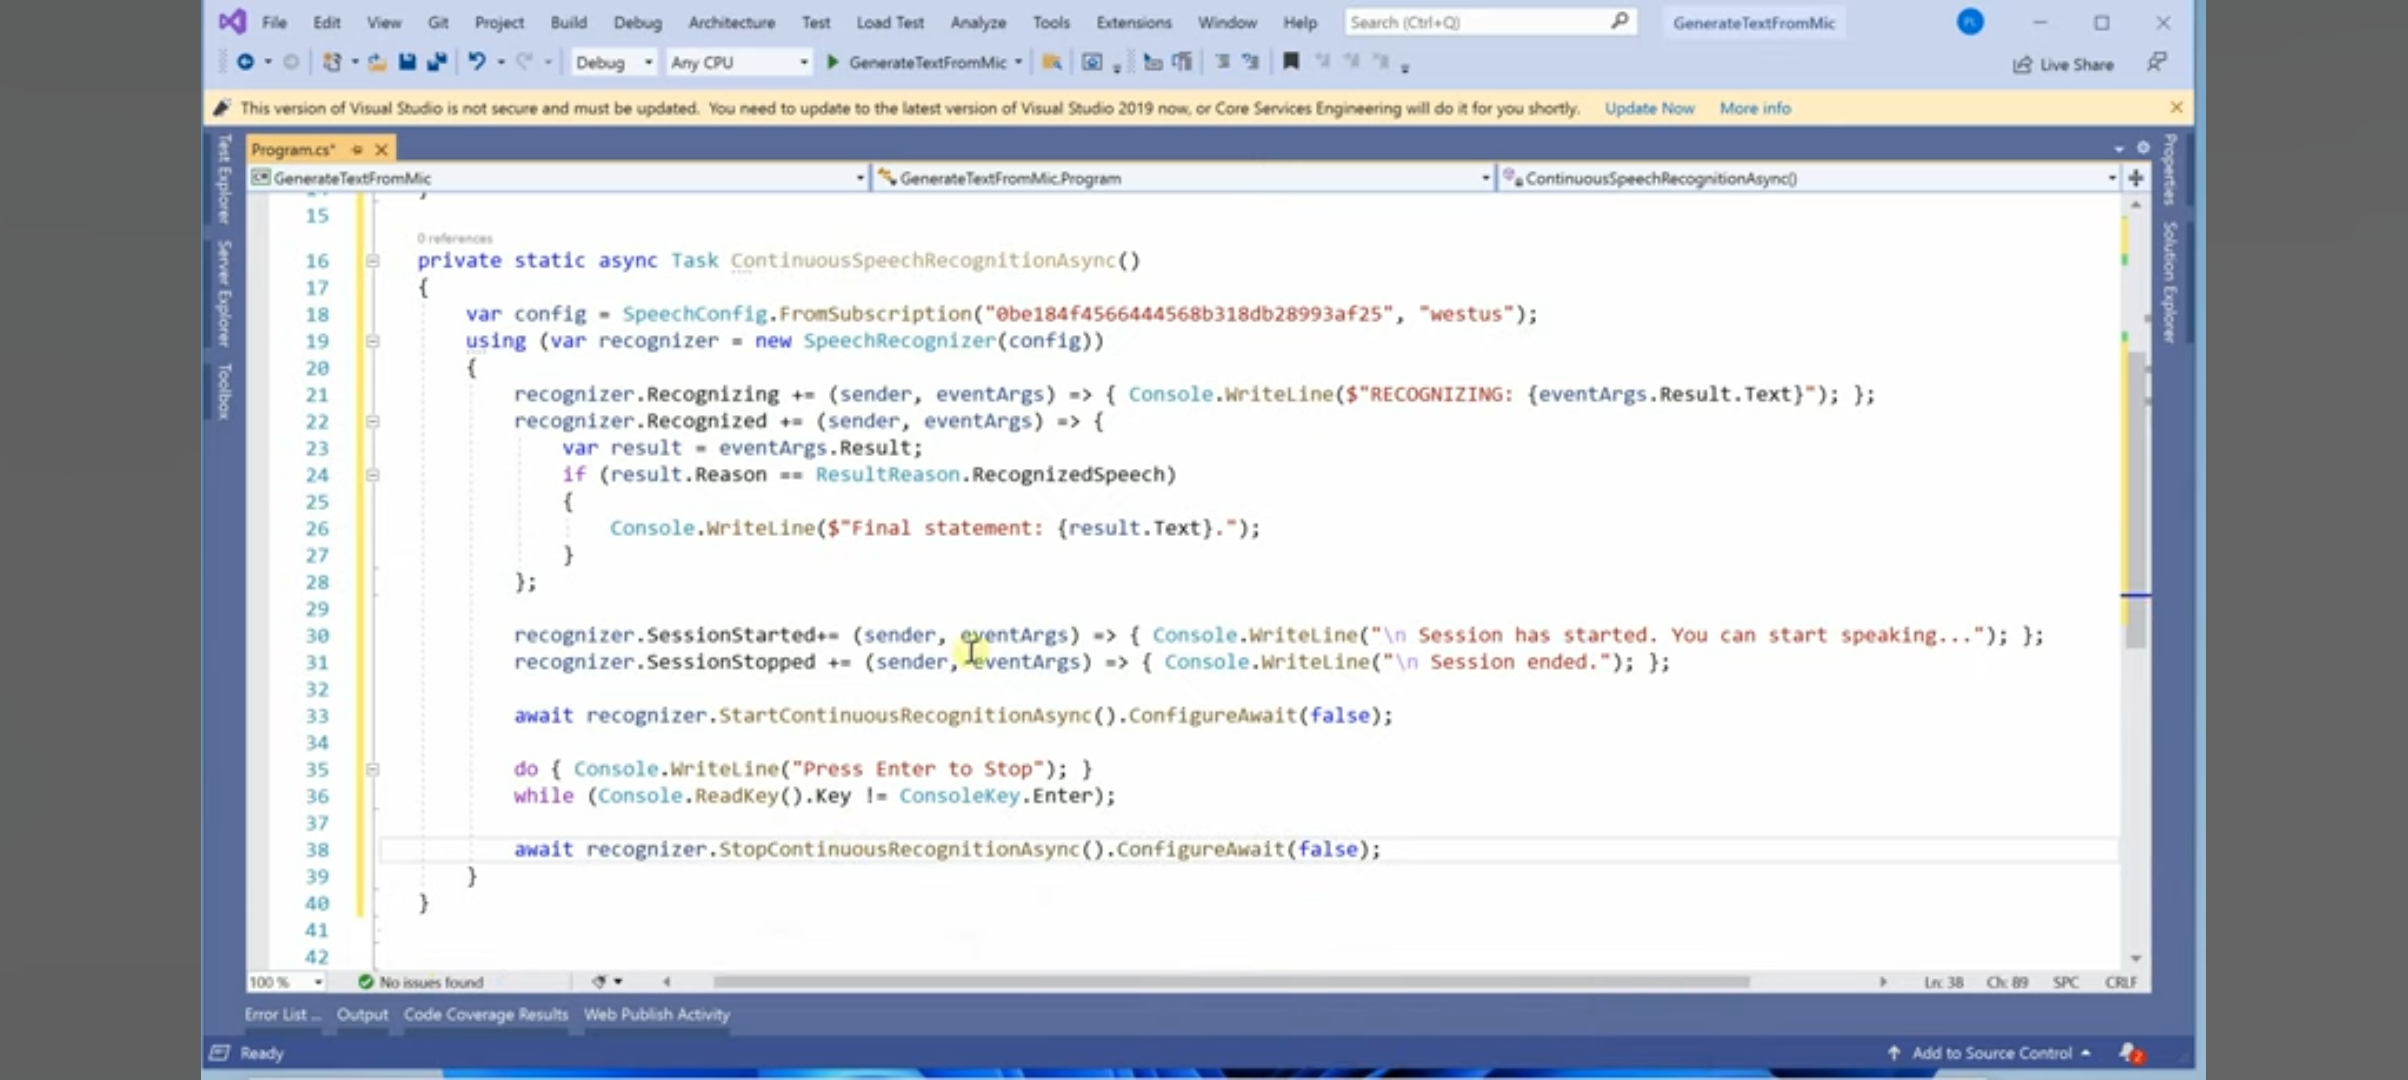 File Edit View Git Project Build Debug Architecture Test Load Test Analyze Tools Extensions Window Help Search (Ctrl+Q) GenerateTextFromMic
Debug Any CPU GenerateTextFromMic Live Share
This version of Visual Studio is not secure and must be updated. You need to update to the latest version of Visual Studio 2019 now, or Core Services Engineering will do it for you shortly. Update Now More info
Test Explorer
Server Explorer
Toolbox
Program.cs*
GenerateTextFromMic GenerateTextFromMic.Program ContinuousSpeechRecognitionAsync()
15
0 references
16 private static async Task ContinuousSpeechRecognitionAsync()
17 {
18 var config = SpeechConfig.FromSubscription("0be184f4566444568b318db28993af25", "westus");
19 using (var recognizer = new SpeechRecognizer(config))
20 {
21 recognizer.Recognizing += (sender, eventArgs) => { Console.WriteLine($"RECOGNIZING: {eventArgs.Result.Text}"); };
22 recognizer.Recognized += (sender, eventArgs) => {
23 var result = eventArgs.Result;
24 if (result.Reason == ResultReason.RecognizedSpeech)
25 {
26 Console.WriteLine($"Final statement: {result.Text}.");
27 }
28 };
29
30 recognizer.SessionStarted+= (sender, eventArgs) => { Console.WriteLine("\n Session has started. You can start speaking..."); };
31 recognizer.SessionStopped += (sender, eventArgs) => { Console.WriteLine("\n Session ended."); };
32
33 await recognizer.StartContinuousRecognitionAsync().ConfigureAwait(false);
34
35 do { Console.WriteLine("Press Enter to Stop"); }
36 while (Console.ReadKey().Key != ConsoleKey.Enter);
37
38 await recognizer.StopContinuousRecognitionAsync().ConfigureAwait(false);
39 }
40 }
41
42
Properties
Solution Explorer
100 % No issues found Ln: 38 Ch: 89 SPC CRLF
Error List ... Output Code Coverage Results Web Publish Activity
Ready Add to Source Control 2